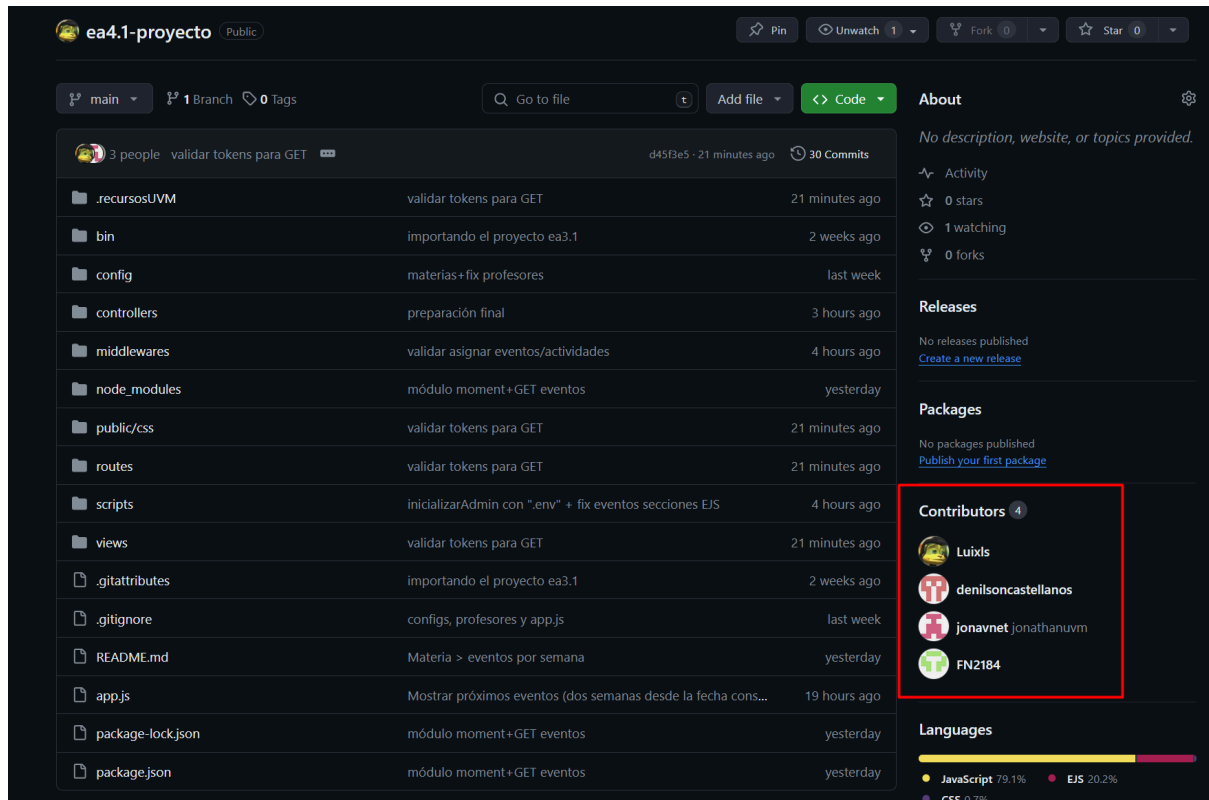 ea4.1-proyecto Public
Pin
Unwatch 1
Fork 0
Star 0
main
1 Branch
0 Tags
Go to file
t
Add file
<> Code
3 people validar tokens para GET
d45f3e5 · 21 minutes ago
30 Commits
.recursosUVM validar tokens para GET 21 minutes ago
bin importando el proyecto ea3.1 2 weeks ago
config materias+fix profesores last week
controllers preparación final 3 hours ago
middlewares validar asignar eventos/actividades 4 hours ago
node_modules módulo moment+GET eventos yesterday
public/css validar tokens para GET 21 minutes ago
routes validar tokens para GET 21 minutes ago
scripts inicializarAdmin con ".env" + fix eventos secciones EJS 4 hours ago
views validar tokens para GET 21 minutes ago
.gitattributes importando el proyecto ea3.1 2 weeks ago
.gitignore configs, profesores y app.js last week
README.md Materia > eventos por semana yesterday
app.js Mostrar próximos eventos (dos semanas desde la fecha cons... 19 hours ago
package-lock.json módulo moment+GET eventos yesterday
package.json módulo moment+GET eventos yesterday
About
No description, website, or topics provided.
Activity
0 stars
1 watching
0 forks
Releases
No releases published
Create a new release
Packages
No packages published
Publish your first package
Contributors 4
Luixls
denilsoncastellanos
jonavnet jonathanuvm
FN2184
Languages
JavaScript 79.1%
EJS 20.2%
CSS 0.7%